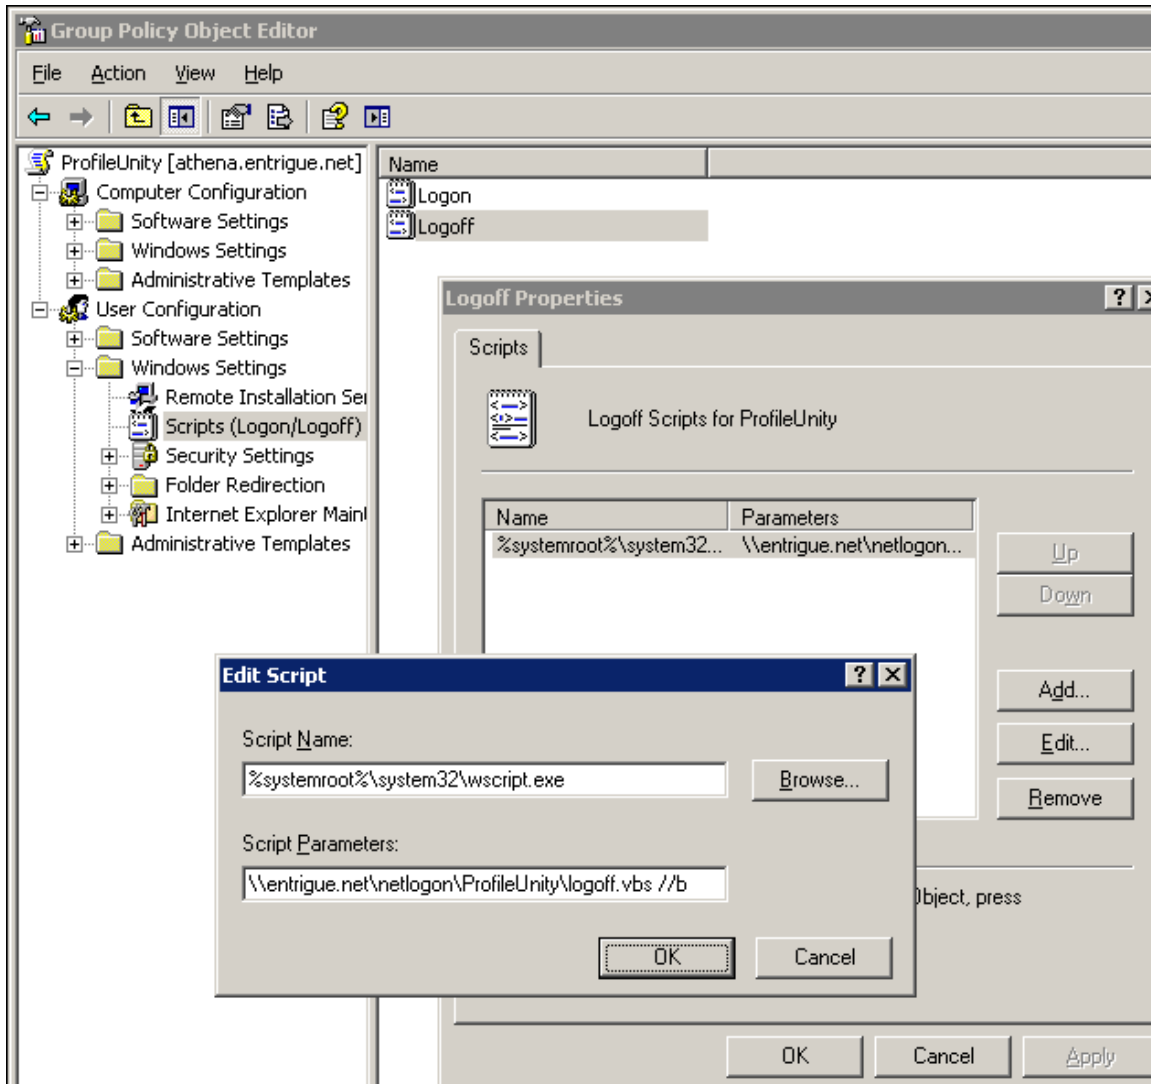 Group Policy Object Editor
File Action View Help
ProfileUnity [athena.entrigue.net]
Computer Configuration
Software Settings
Windows Settings
Administrative Templates
User Configuration
Software Settings
Windows Settings
Remote Installation Ser
Scripts (Logon/Logoff)
Security Settings
Folder Redirection
Internet Explorer Maint
Administrative Templates
Name
Logon
Logoff
Logoff Properties
Scripts
Logoff Scripts for ProfileUnity
Name Parameters
%systemroot%\system32... \\entrigue.net\netlogon...
Up
Down
Add...
Edit...
Remove
Object, press
OK Cancel Apply
Edit Script
Script Name:
%systemroot%\system32\wscript.exe
Browse...
Script Parameters:
\\entrigue.net\netlogon\ProfileUnity\logoff.vbs //b
OK Cancel